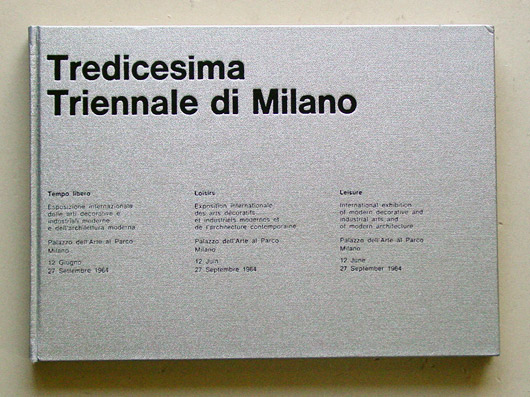 Tredicesima
Triennale di Milano
Tempo libero
Esposizione internazionale
delle arti decorative e
industriali moderne
e dell'architettura moderna
Palazzo dell'Arte al Parco
Milano
12 Giugno
27 Settembre 1964
Loisirs
Exposition internationale
des arts décoratifs
et industriels modernes et
de l'architecture contemporaine
Palazzo dell'Arte al Parco
Milano
12 Juin
27 Septembre 1964
Leisure
International exhibition
of modern decorative and
industrial arts and
of modern architecture
Palazzo dell'Arte al Parco
Milano
12 June
27 September 1964